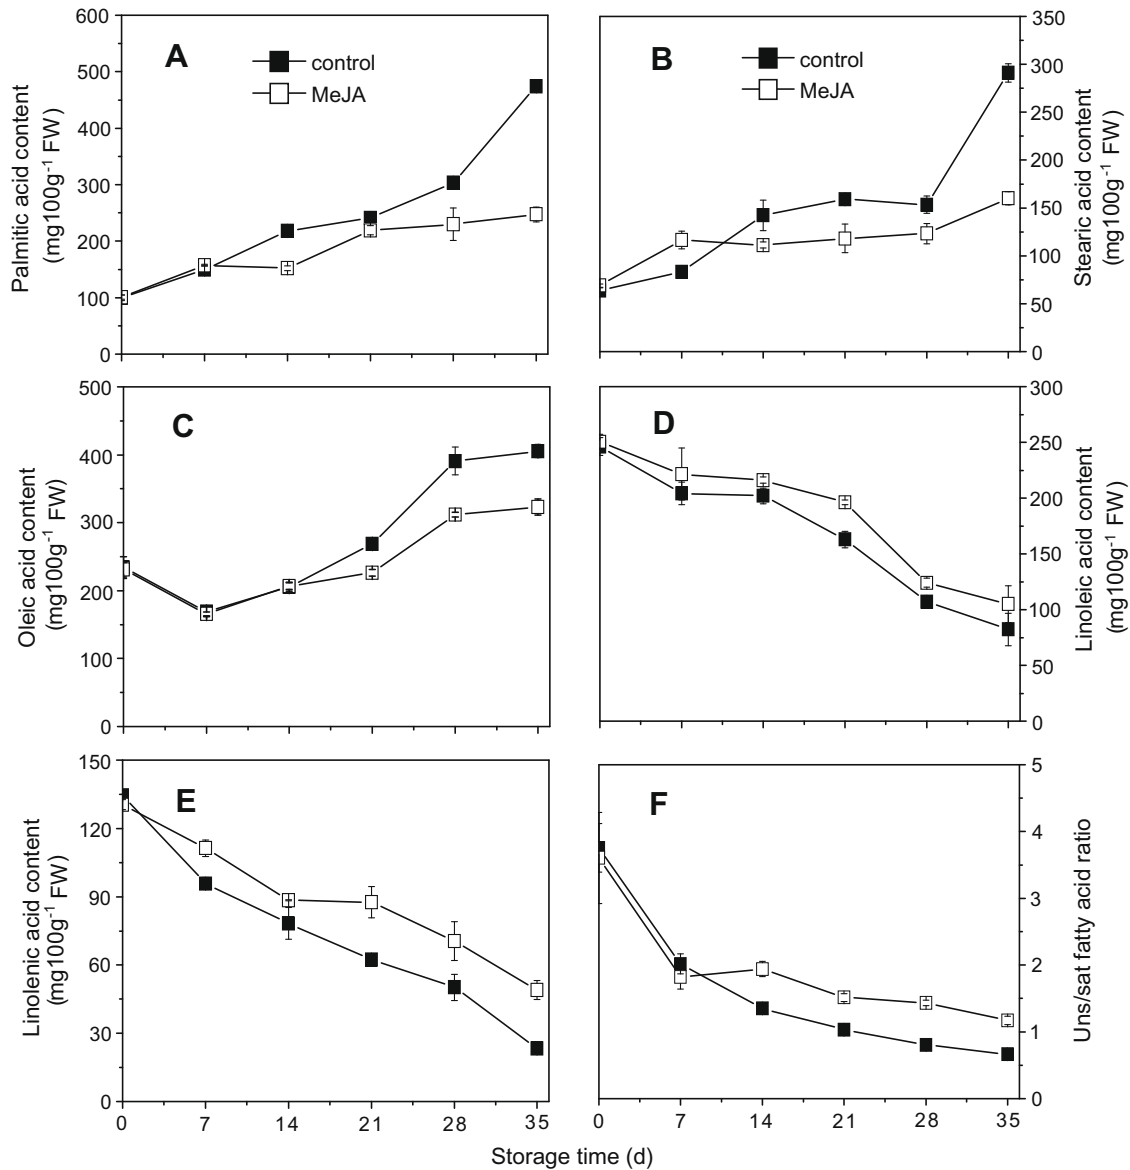 A
control
MeJA
600
500
400
300
200
100
0
Palmitic acid content
(mg100g⁻¹ FW)
B
control
MeJA
350
300
250
200
150
100
50
0
Stearic acid content
(mg100g⁻¹ FW)
C
500
400
300
200
100
0
Oleic acid content
(mg100g⁻¹ FW)
D
300
250
200
150
100
50
0
Linoleic acid content
(mg100g⁻¹ FW)
E
150
120
90
60
30
0
Linolenic acid content
(mg100g⁻¹ FW)
0 7 14 21 28 35
F
5
4
3
2
1
0
Uns/sat fatty acid ratio
0 7 14 21 28 35
Storage time (d)